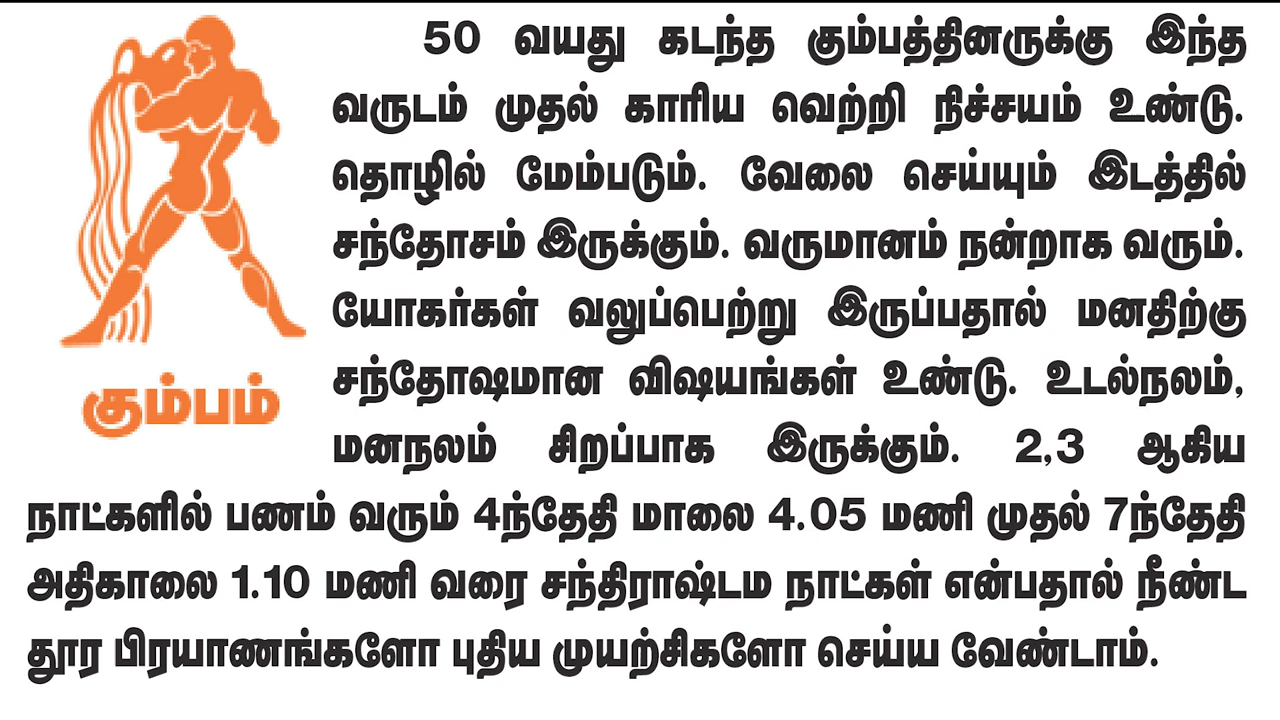 50 வயது கடந்த கும்பத்தினருக்கு இந்த
வருடம் முதல் காரிய வெற்றி நிச்சயம் உண்டு.
தொழில் மேம்படும். வேலை செய்யும் இடத்தில்
சந்தோசம் இருக்கும். வருமானம் நன்றாக வரும்.
யோகர்கள் வலுப்பெற்று இருப்பதால் மனதிற்கு
சந்தோஷமான விஷயங்கள் உண்டு. உடல்நலம்,
மனநலம் சிறப்பாக இருக்கும். 2,3 ஆகிய
கும்பம்
நாட்களில் பணம் வரும் 4ந்தேதி மாலை 4.05 மணி முதல் 7ந்தேதி
அதிகாலை 1.10 மணி வரை சந்திராஷ்டம நாட்கள் என்பதால் நீண்ட
தூர பிரயாணங்களோ புதிய முயற்சிகளோ செய்ய வேண்டாம்.